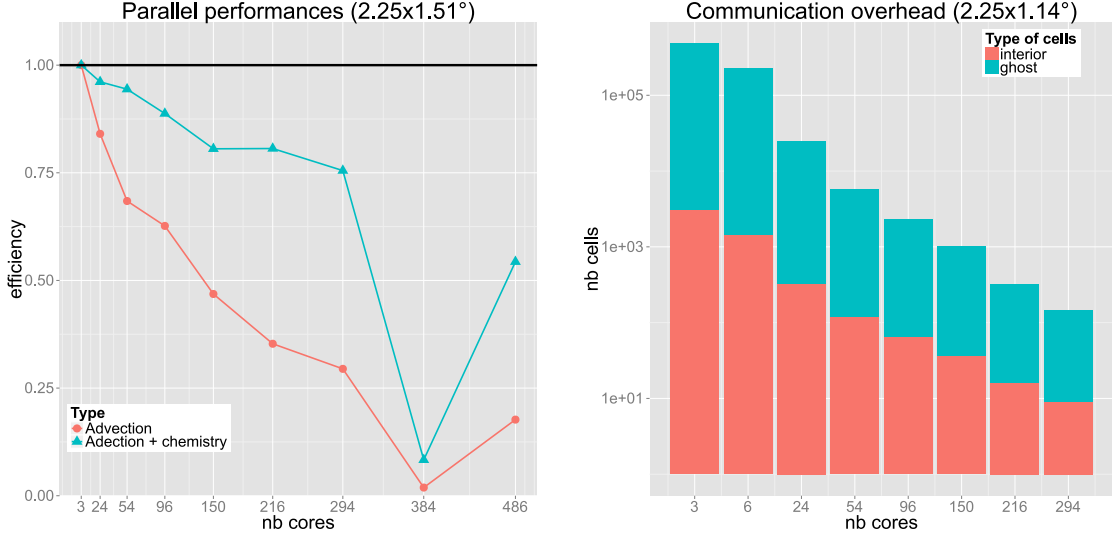 Parallel performances (2.25x1.51°)
1.00
0.75
0.50
0.25
0.00
efficiency
Type
Advection
Adection + chemistry
3 24 54 96 150 216 294 384 486
nb cores
Communication overhead (2.25x1.14°)
Type of cells
interior
ghost
1e+05
1e+03
1e+01
nb cells
3 6 24 54 96 150 216 294
nb cores